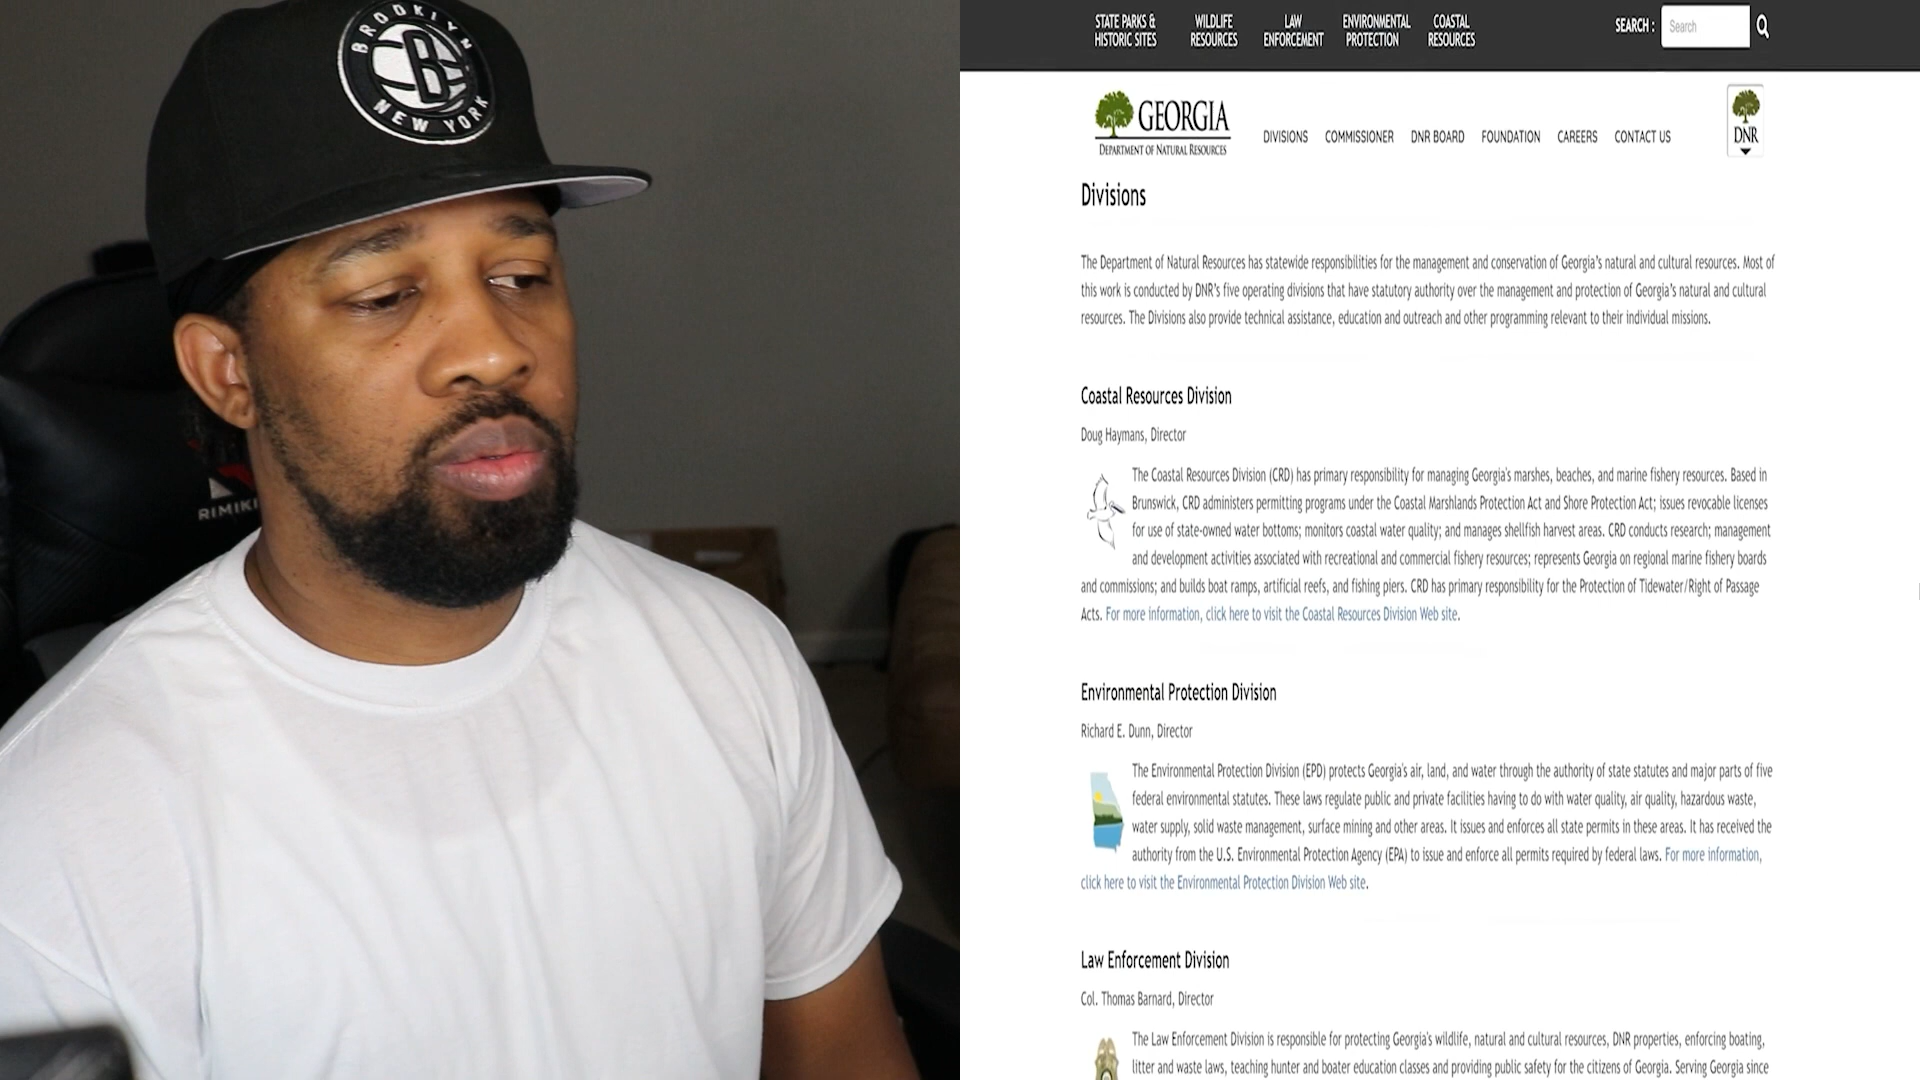 BROOKLYN
B
NEW YORK
RIMIKI
STATE PARKS &
HISTORIC SITES
WILDLIFE
RESOURCES
LAW
ENFORCEMENT
ENVIRONMENTAL
PROTECTION
COASTAL
RESOURCES
SEARCH :
Search
GEORGIA
DEPARTMENT OF NATURAL RESOURCES
DIVISIONS COMMISSIONER DNR BOARD FOUNDATION CAREERS CONTACT US
DNR
Divisions
The Department of Natural Resources has statewide responsibilities for the management and conservation of Georgia's natural and cultural resources. Most of
this work is conducted by DNR's five operating divisions that have statutory authority over the management and protection of Georgia's natural and cultural
resources. The Divisions also provide technical assistance, education and outreach and other programming relevant to their individual missions.
Coastal Resources Division
Doug Haymans, Director
The Coastal Resources Division (CRD) has primary responsibility for managing Georgia's marshes, beaches, and marine fishery resources. Based in
Brunswick, CRD administers permitting programs under the Coastal Marshlands Protection Act and Shore Protection Act; issues revocable licenses
for use of state-owned water bottoms; monitors coastal water quality; and manages shellfish harvest areas. CRD conducts research; management
and development activities associated with recreational and commercial fishery resources; represents Georgia on regional marine fishery boards
and commissions; and builds boat ramps, artificial reefs, and fishing piers. CRD has primary responsibility for the Protection of Tidewater/Right of Passage
Acts. For more information, click here to visit the Coastal Resources Division Web site.
Environmental Protection Division
Richard E. Dunn, Director
The Environmental Protection Division (EPD) protects Georgia's air, land, and water through the authority of state statutes and major parts of five
federal environmental statutes. These laws regulate public and private facilities having to do with water quality, air quality, hazardous waste,
water supply, solid waste management, surface mining and other areas. It issues and enforces all state permits in these areas. It has received the
authority from the U.S. Environmental Protection Agency (EPA) to issue and enforce all permits required by federal laws. For more information,
click here to visit the Environmental Protection Division Web site.
Law Enforcement Division
Col. Thomas Barnard, Director
The Law Enforcement Division is responsible for protecting Georgia's wildlife, natural and cultural resources, DNR properties, enforcing boating,
litter and waste laws, teaching hunter and boater education classes and providing public safety for the citizens of Georgia. Serving Georgia since